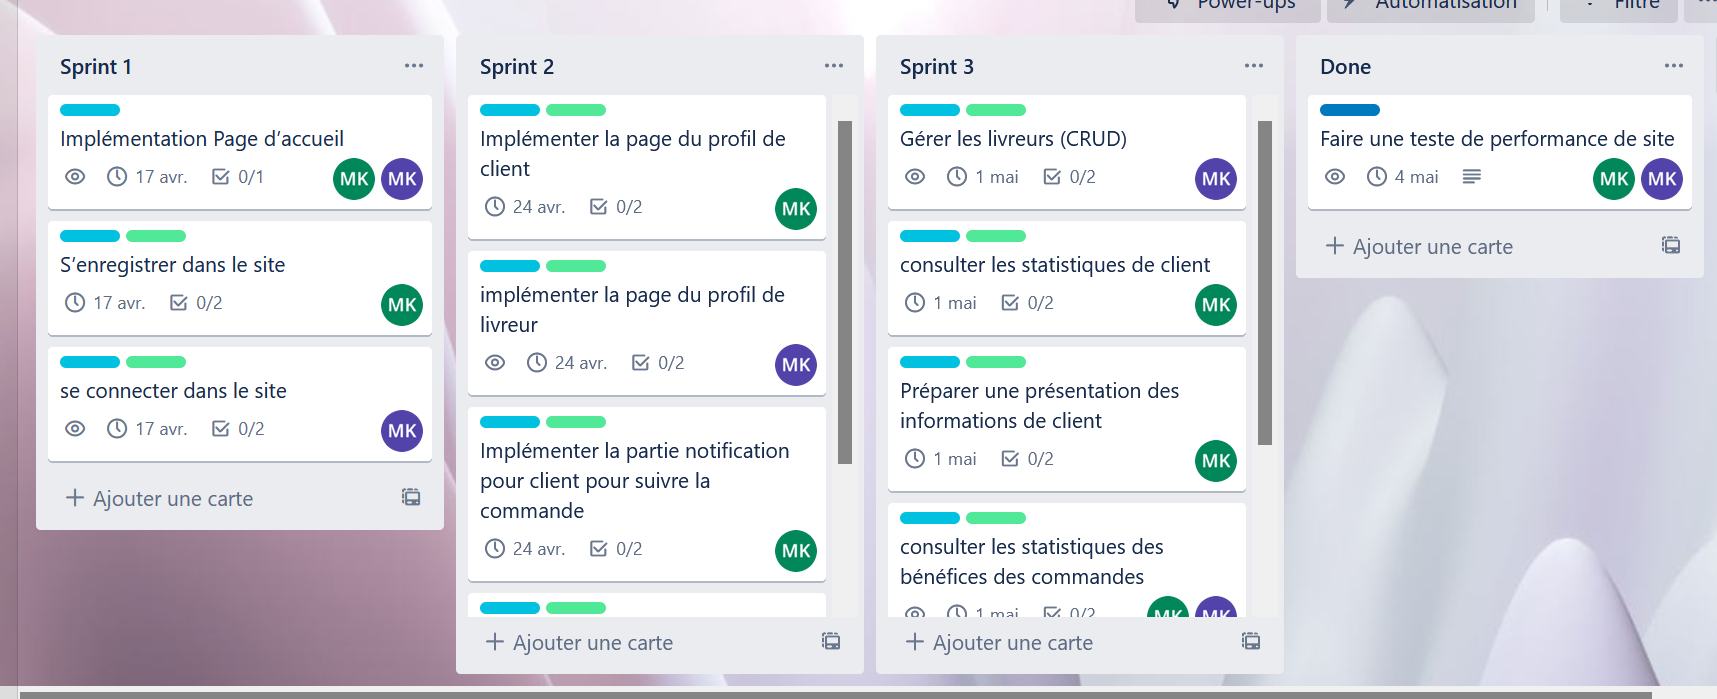 Power-ups
Automatisation
Filtre
Sprint 1
Implémentation Page d’accueil
17 avr.
0/1
MK
MK
S’enregistrer dans le site
17 avr.
0/2
MK
se connecter dans le site
17 avr.
0/2
MK
Ajouter une carte
Sprint 2
Implémenter la page du profil de
client
24 avr.
0/2
MK
implémenter la page du profil de
livreur
24 avr.
0/2
MK
Implémenter la partie notification
pour client pour suivre la
commande
24 avr.
0/2
MK
Ajouter une carte
Sprint 3
Gérer les livreurs (CRUD)
1 mai
0/2
MK
consulter les statistiques de client
1 mai
0/2
MK
Préparer une présentation des
informations de client
1 mai
0/2
MK
consulter les statistiques des
bénéfices des commandes
1 mai
0/2
MK
MK
Ajouter une carte
Done
Faire une teste de performance de site
4 mai
MK
MK
Ajouter une carte